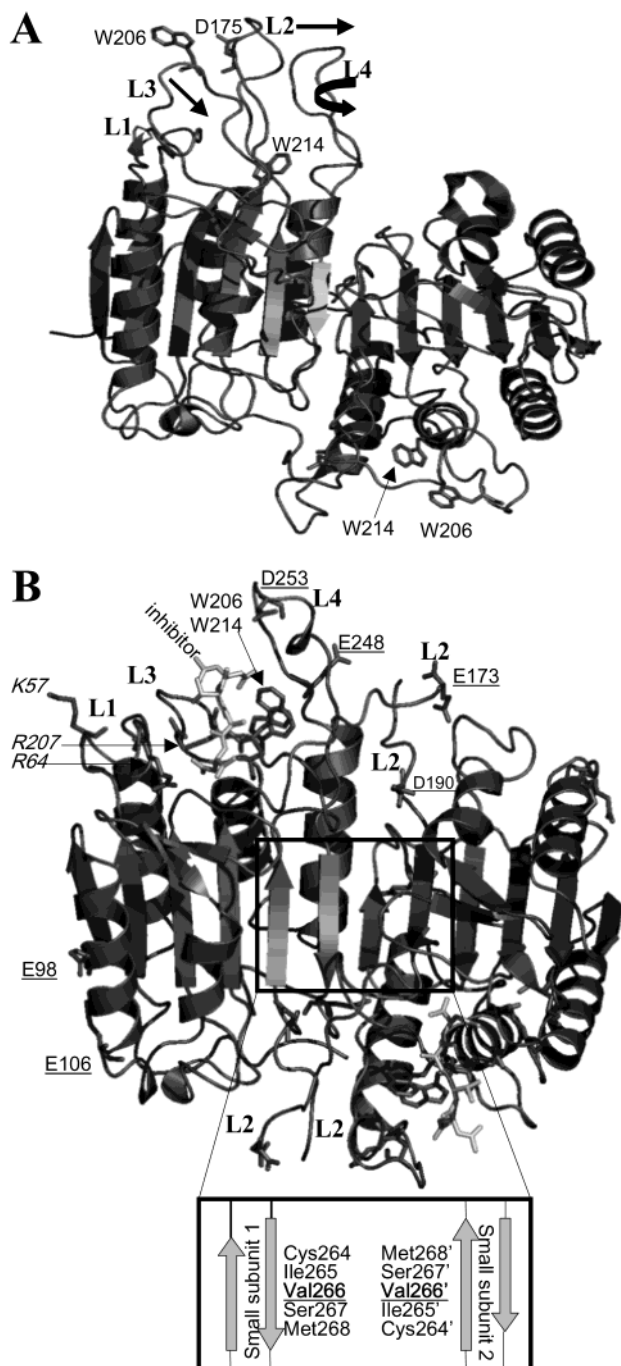 A
W206
D175
L2
L4
L3
L1
W214
W214
W206
B
D253
W206
L4
W214
inhibitor
E248
L2
E173
L3
K57
L1
R207
R64
L2
D190
E98
E106
L2
L2
Small subunit 1
Cys264
Ile265
Val266
Ser267
Met268
Met268'
Ser267'
Val266'
Ile265'
Cys264'
Small subunit 2